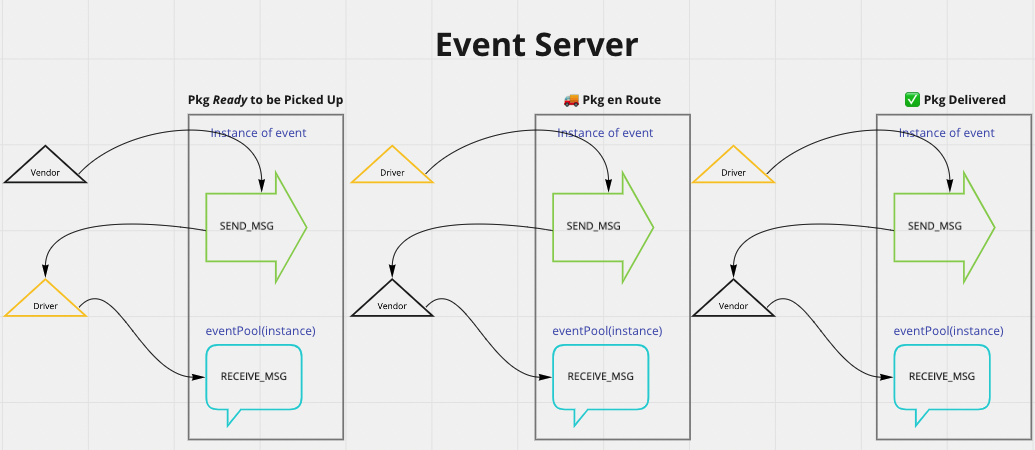 Event Server
Pkg Ready to be Picked Up
Instance of event
Vendor
SEND_MSG
Driver
eventPool(instance)
RECEIVE_MSG
🚚 Pkg en Route
Instance of event
Driver
SEND_MSG
Vendor
eventPool(instance)
RECEIVE_MSG
✅ Pkg Delivered
Instance of event
Driver
SEND_MSG
Vendor
eventPool(instance)
RECEIVE_MSG